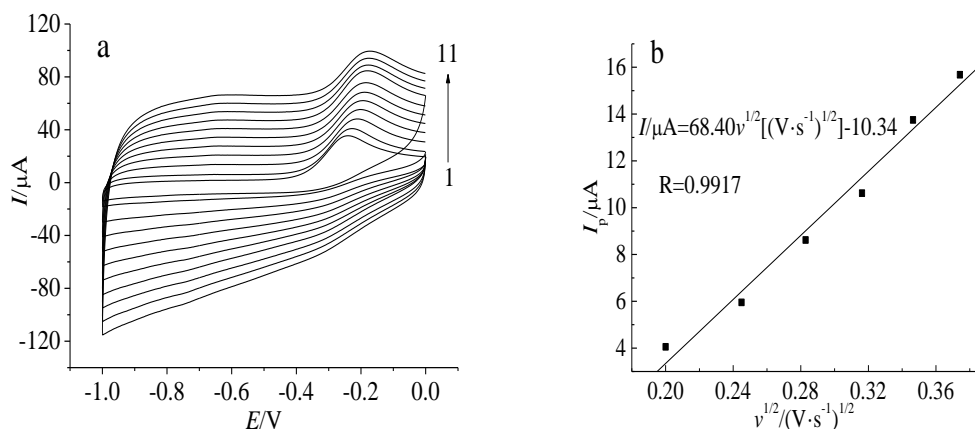 a
120
80
40
0
-40
-80
-120
I/μA
11
1
-1.0 -0.8 -0.6 -0.4 -0.2 0.0
E/V
b
16
14
12
10
8
6
4
I_p/μA
I/μA=68.40v^{1/2}[(V·s^{-1})^{1/2}]-10.34
R=0.9917
0.20 0.24 0.28 0.32 0.36
v^{1/2}/(V·s^{-1})^{1/2}